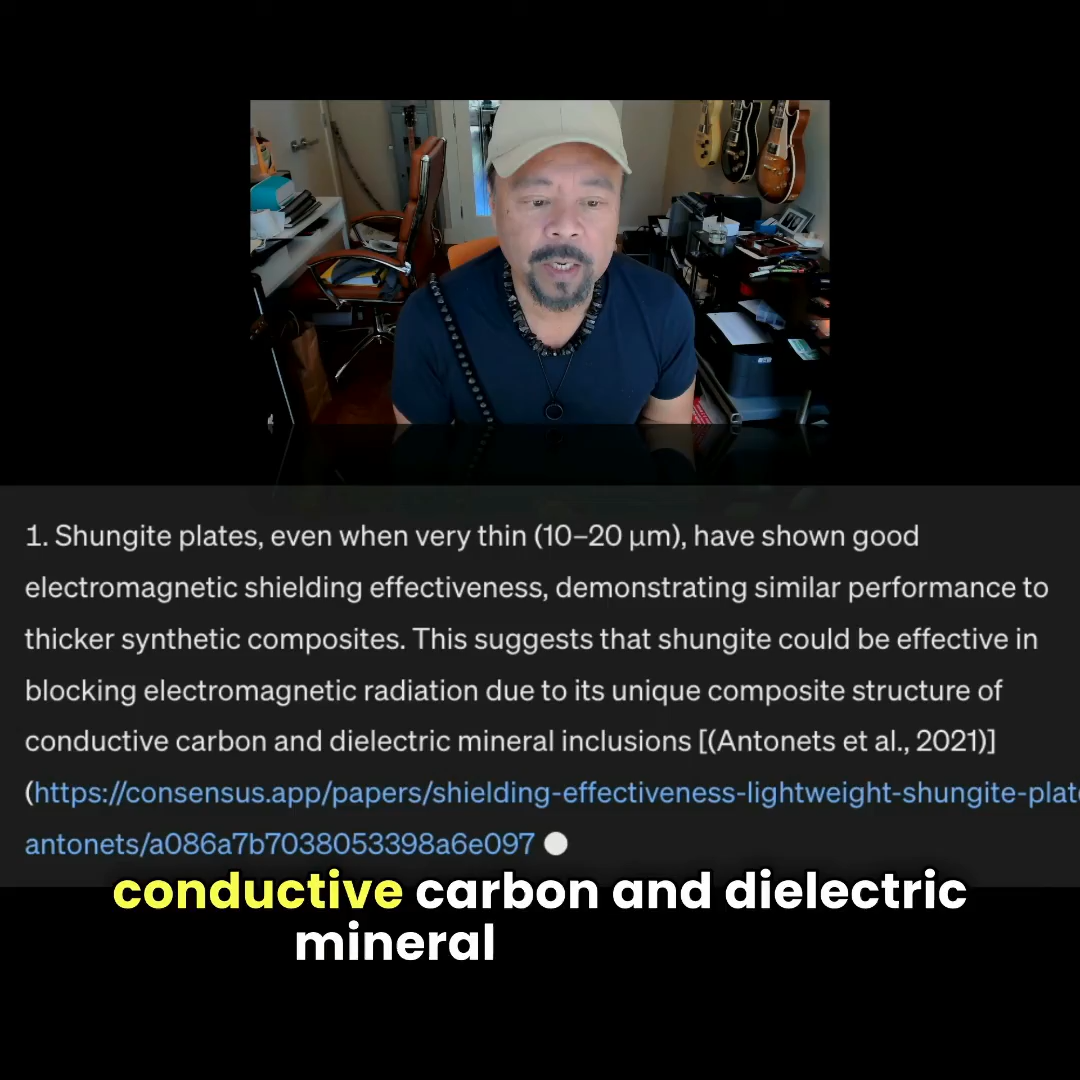 1. Shungite plates, even when very thin (10–20 μm), have shown good
electromagnetic shielding effectiveness, demonstrating similar performance to
thicker synthetic composites. This suggests that shungite could be effective in
blocking electromagnetic radiation due to its unique composite structure of
conductive carbon and dielectric mineral inclusions [(Antonets et al., 2021)]
(https://consensus.app/papers/shielding-effectiveness-lightweight-shungite-plat
antonets/a086a7b7038053398a6e097
conductive carbon and dielectric
mineral